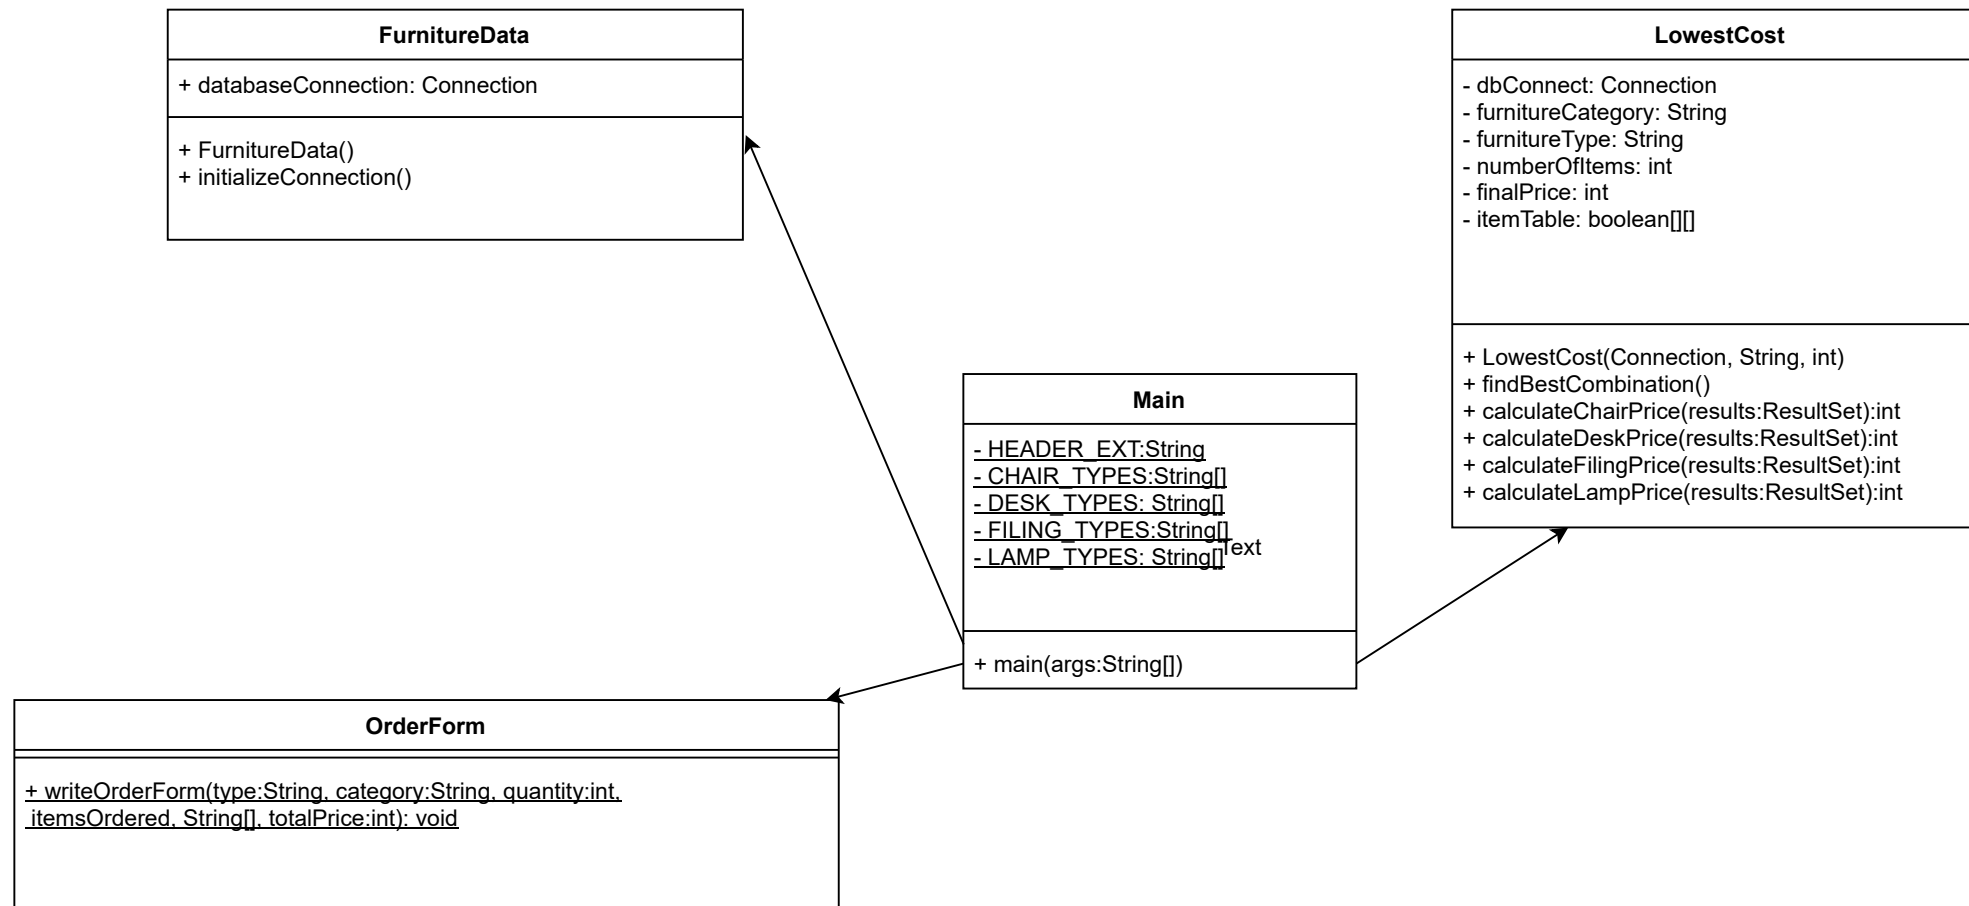 FurnitureData
+ databaseConnection: Connection
+ FurnitureData()
+ initializeConnection()
LowestCost
- dbConnect: Connection
- furnitureCategory: String
- furnitureType: String
- numberOfItems: int
- finalPrice: int
- itemTable: boolean[][]
+ LowestCost(Connection, String, int)
+ findBestCombination()
+ calculateChairPrice(results:ResultSet):int
+ calculateDeskPrice(results:ResultSet):int
+ calculateFilingPrice(results:ResultSet):int
+ calculateLampPrice(results:ResultSet):int
Main
- HEADER_EXT:String
- CHAIR_TYPES:String[]
- DESK_TYPES: String[]
- FILING_TYPES:String[]
- LAMP_TYPES: String[]
Text
+ main(args:String[])
OrderForm
+ writeOrderForm(type:String, category:String, quantity:int,
itemsOrdered, String[], totalPrice:int): void